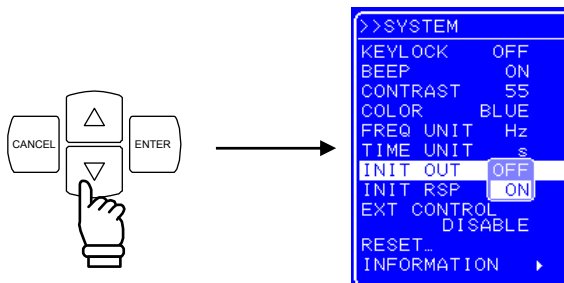 CANCEL
ENTER
>>SYSTEM
KEYLOCK OFF
BEEP ON
CONTRAST 55
COLOR BLUE
FREQ UNIT Hz
TIME UNIT s
INIT OUT OFF
INIT RSP ON
EXT CONTROL
DISABLE
RESET…
INFORMATION